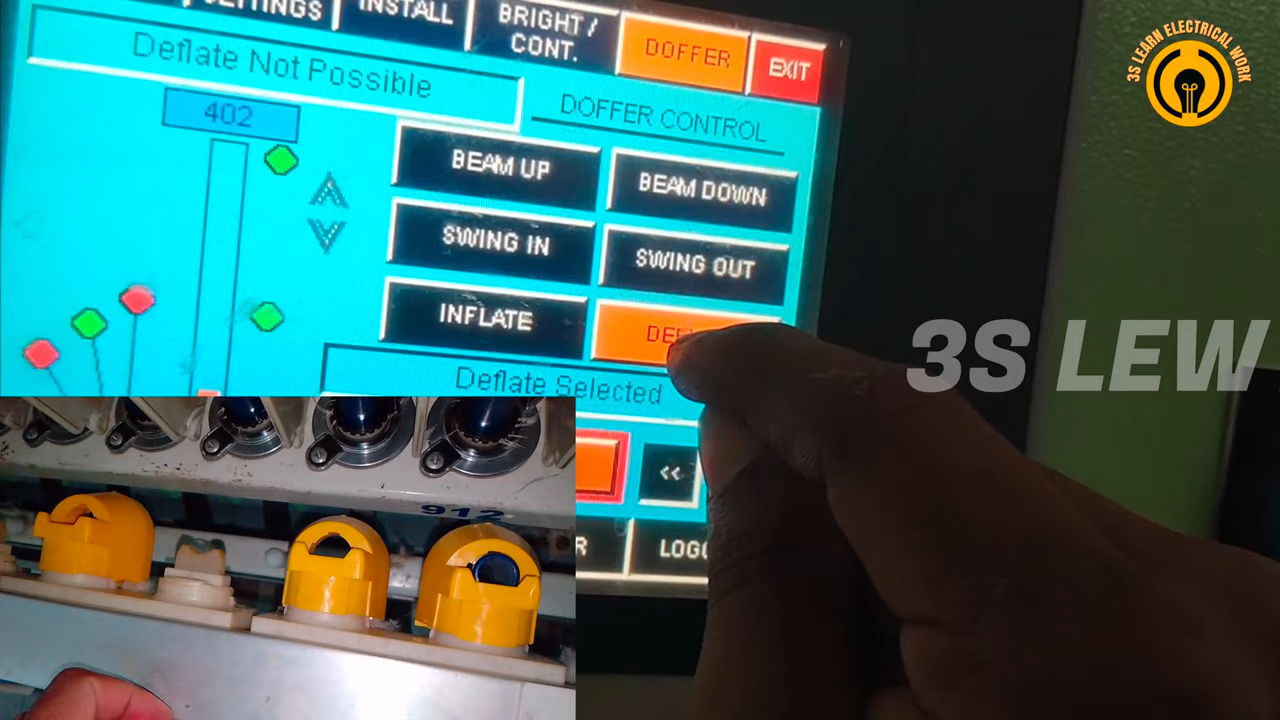 SETTINGS
INSTALL
BRIGHT /
CONT.
DOFFER
EXIT
Deflate Not Possible
402
DOFFER CONTROL
BEAM UP
BEAM DOWN
SWING IN
SWING OUT
INFLATE
Deflate Selected
<<
912
3S LEARN ELECTRICAL WORK
3S LEW